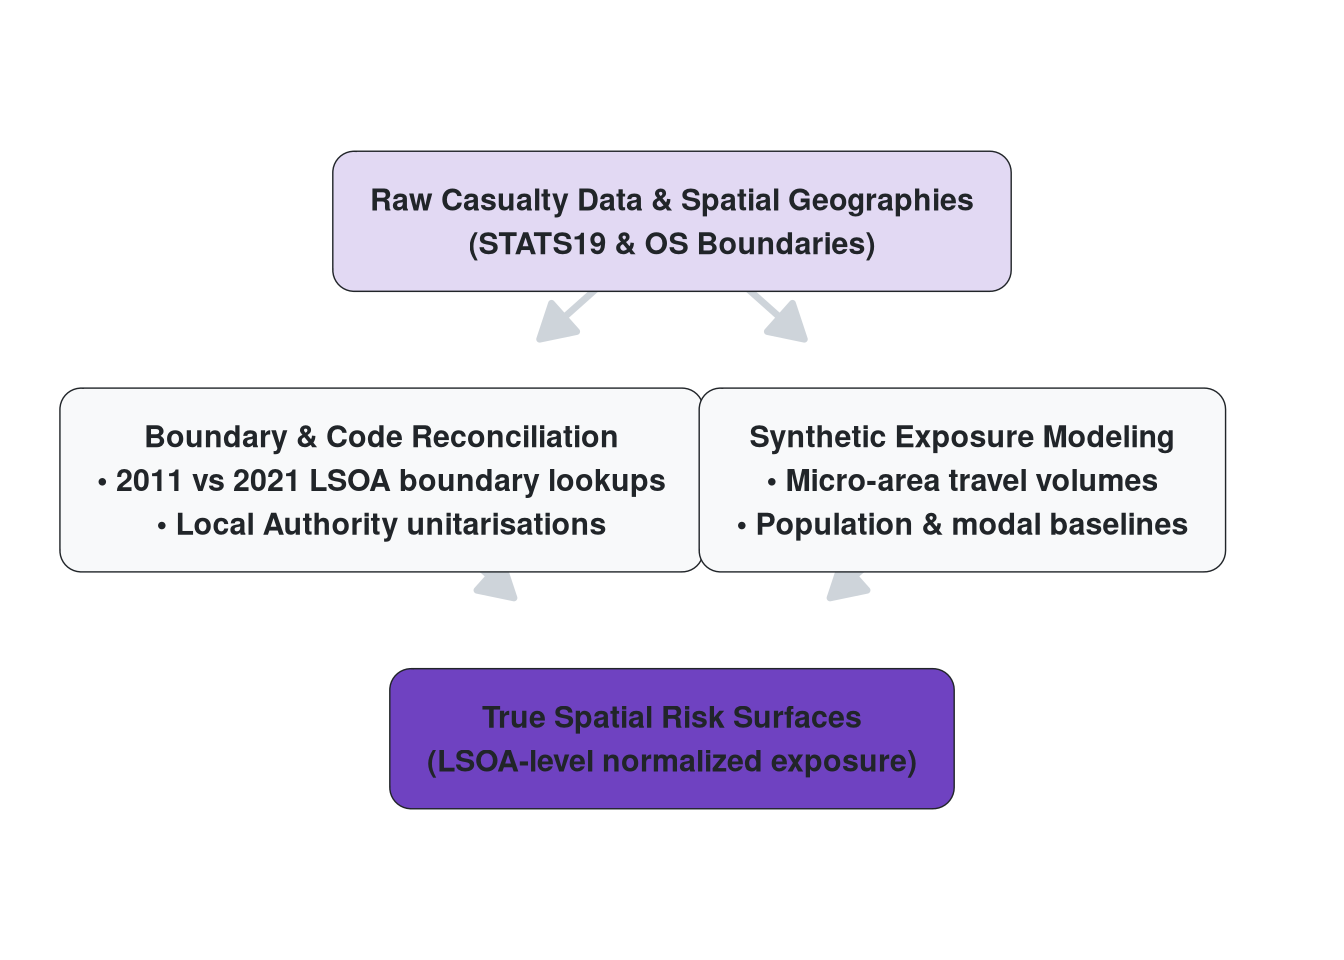 Raw Casualty Data & Spatial Geographies
(STATS19 & OS Boundaries)
Boundary & Code Reconciliation
• 2011 vs 2021 LSOA boundary lookups
• Local Authority unitarisations
Synthetic Exposure Modeling
• Micro-area travel volumes
• Population & modal baselines
True Spatial Risk Surfaces
(LSOA-level normalized exposure)